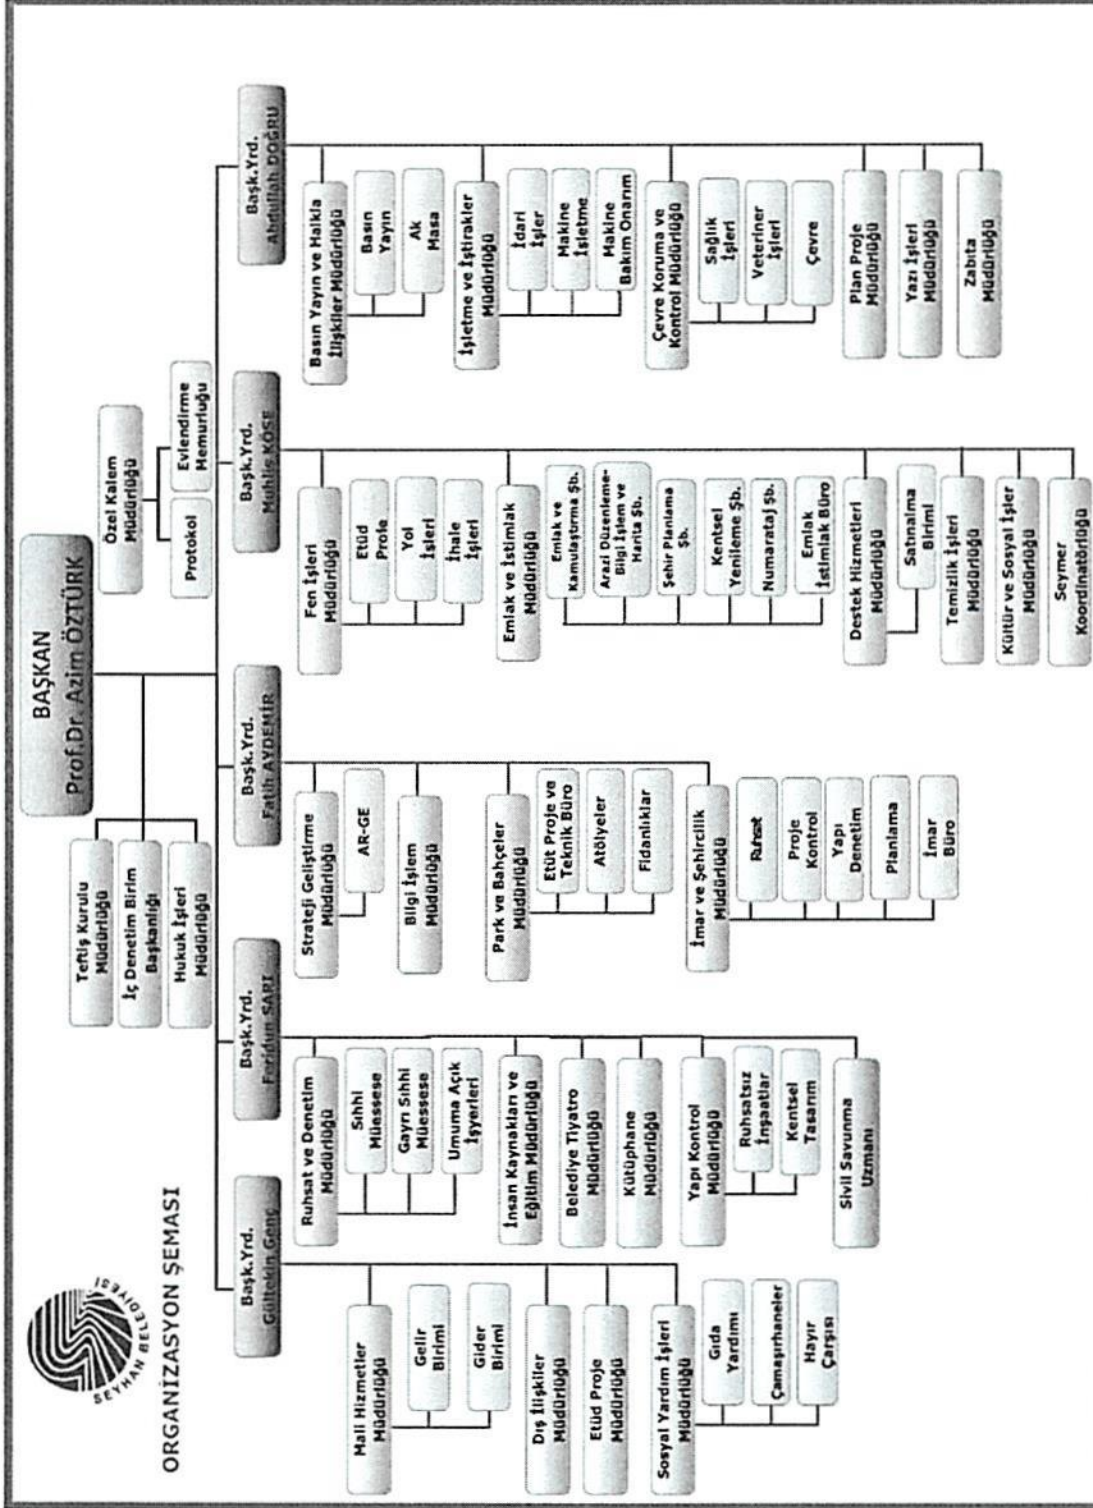 SEYHAN BELEDİYESİ
ORGANİZASYON ŞEMASI
BAŞKAN
Prof.Dr. Azim ÖZTÜRK
Teftiş Kurulu
Müdürlüğü
İç Denetim Birim
Başkanlığı
Hukuk İşleri
Müdürlüğü
Özel Kalem
Müdürlüğü
Protokol
Evlendirme
Memurluğu
Başk.Yrd.
Gültekin Genç
Mali Hizmetler
Müdürlüğü
Gelir
Birimi
Gider
Birimi
Dış İlişkiler
Müdürlüğü
Etüd Proje
Müdürlüğü
Sosyal Yardım İşleri
Müdürlüğü
Gıda
Yardımı
Çamaşırhaneler
Hayır
Çarşısı
Başk.Yrd.
Feridun SARI
Ruhsat ve Denetim
Müdürlüğü
Sıhhi
Müessese
Gayrı Sıhhi
Müessese
Umuma Açık
İşyerleri
İnsan Kaynakları ve
Eğitim Müdürlüğü
Belediye Tiyatro
Müdürlüğü
Kütüphane
Müdürlüğü
Yapı Kontrol
Müdürlüğü
Ruhsatsız
İnşaatlar
Kentsel
Tasarım
Sivil Savunma
Uzmanı
Başk.Yrd.
Fatih AYDEMİR
Strateji Geliştirme
Müdürlüğü
AR-GE
Bilgi İşlem
Müdürlüğü
Park ve Bahçeler
Müdürlüğü
Etüt Proje ve
Teknik Büro
Atölyeler
Fidanlıklar
İmar ve Şehircilik
Müdürlüğü
Ruhsat
Proje
Kontrol
Yapı
Denetim
Planlama
İmar
Büro
Başk.Yrd.
Muhlis KÖSE
Fen İşleri
Müdürlüğü
Etüd
Profe
Yol
İşleri
İhale
İşleri
Emlak ve İstimlak
Müdürlüğü
Emlak ve
Kamulaştırma Şb.
Arazi Düzenleme-
Bilgi İşlem ve
Harita Şb.
Şehir Planlama
Şb.
Kentsel
Yenileme Şb.
Numarataj Şb.
Emlak
İstimlak Büro
Destek Hizmetleri
Müdürlüğü
Satınalma
Birimi
Temizlik İşleri
Müdürlüğü
Kültür ve Sosyal İşler
Müdürlüğü
Seymer
Koordinatörlüğü
Başk.Yrd.
Abdullah DOĞRU
Basın Yayın ve Halkla
İlişkiler Müdürlüğü
Basın
Yayın
Ak
Masa
İşletme ve İştirakler
Müdürlüğü
İdari
İşler
Makine
İşletme
Makine
Bakım Onarım
Çevre Koruma ve
Kontrol Müdürlüğü
Sağlık
İşleri
Veteriner
İşleri
Çevre
Plan Proje
Müdürlüğü
Yazı İşleri
Müdürlüğü
Zabıta
Müdürlüğü